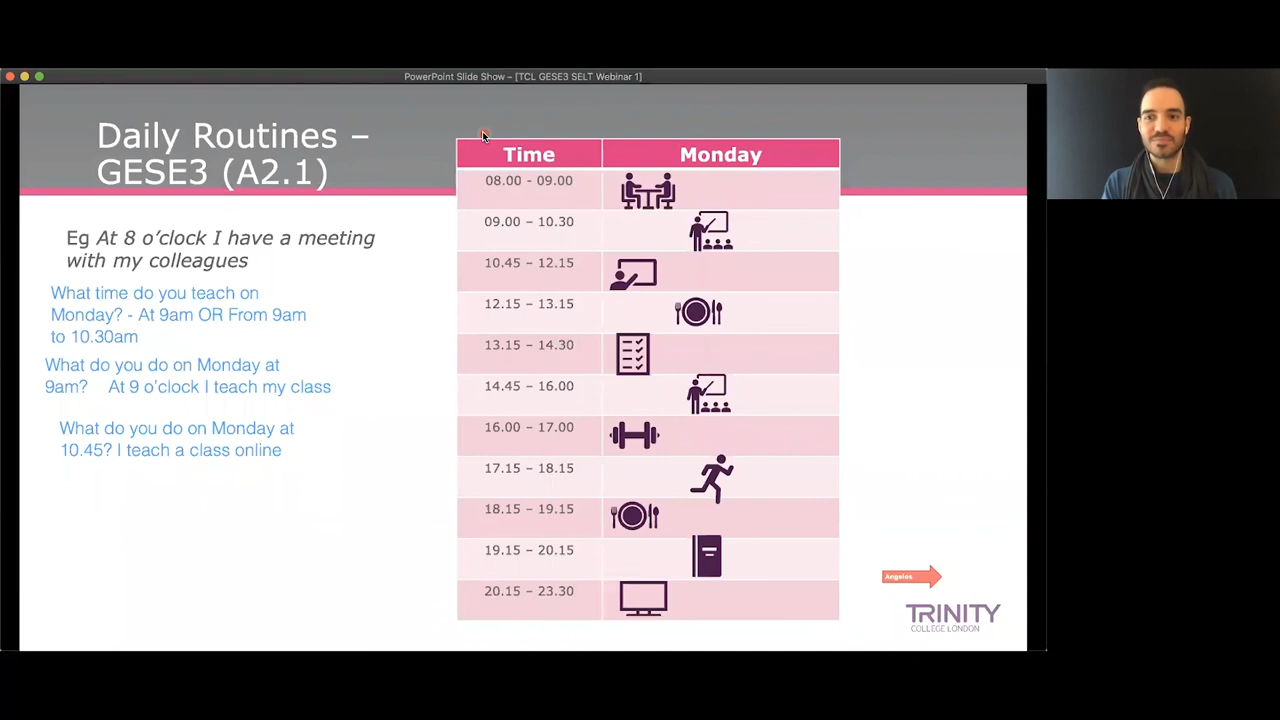 PowerPoint Slide Show – [TCL GESE3 SELT Webinar 1]
Daily Routines –
GESE3 (A2.1)
Eg At 8 o’clock I have a meeting
with my colleagues
What time do you teach on
Monday? - At 9am OR From 9am
to 10.30am
What do you do on Monday at
9am? At 9 o’clock I teach my class
What do you do on Monday at
10.45? I teach a class online
Time Monday
08.00 – 09.00
09.00 – 10.30
10.45 – 12.15
12.15 – 13.15
13.15 – 14.30
14.45 – 16.00
16.00 – 17.00
17.15 – 18.15
18.15 – 19.15
19.15 – 20.15
20.15 – 23.30
Angelos
TRINITY
COLLEGE LONDON